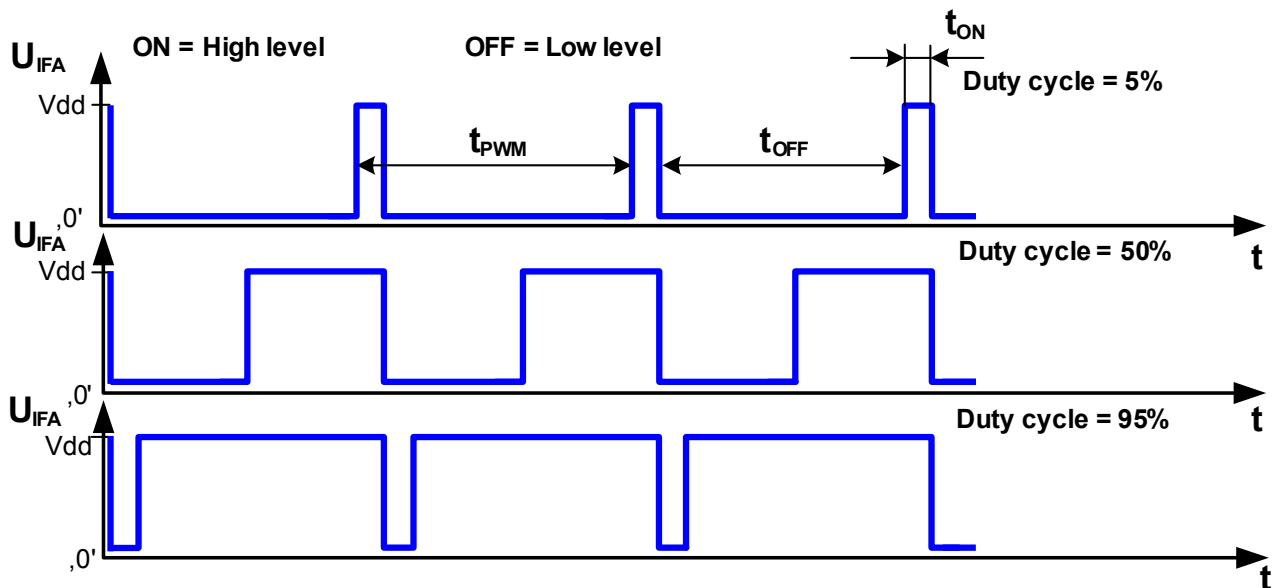 ON = High level OFF = Low level tON
UIFA
Vdd Duty cycle = 5%
tPWM tOFF
,0'
UIFA Duty cycle = 50%
Vdd t
,0'
UIFA Duty cycle = 95%
Vdd t
,0'
t